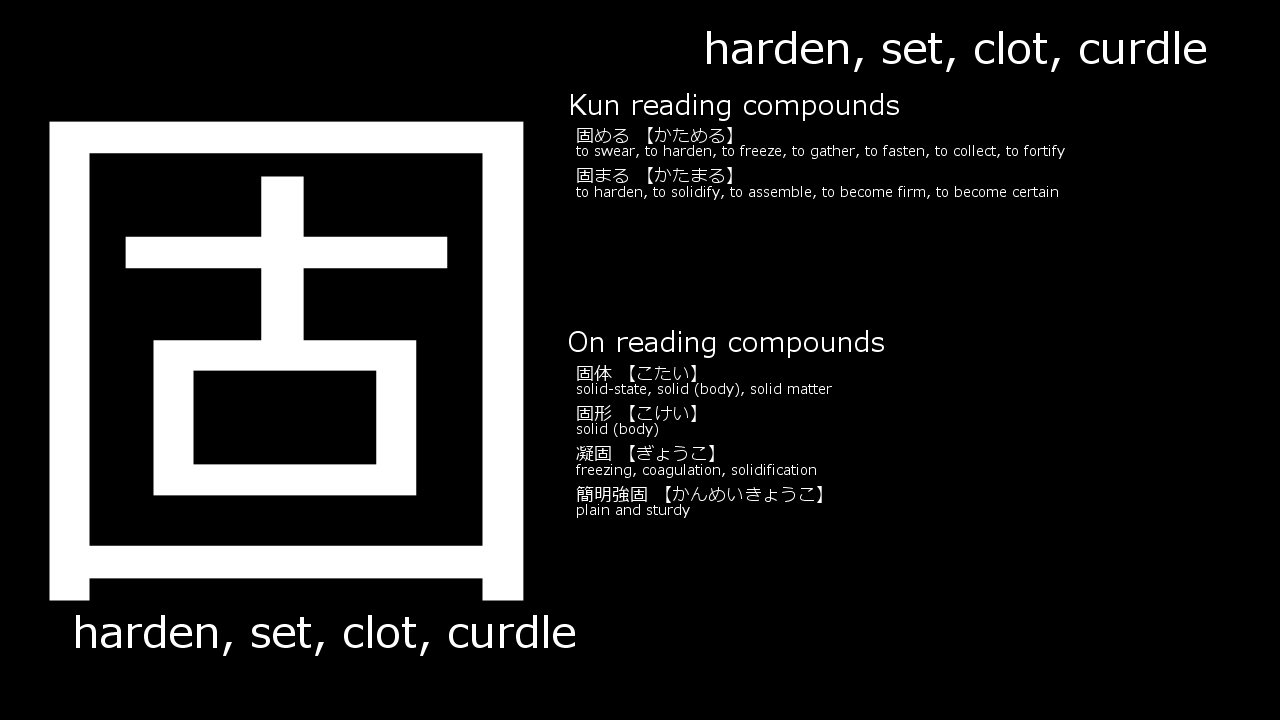 harden, set, clot, curdle
固
harden, set, clot, curdle
Kun reading compounds
固める 【かためる】
to swear, to harden, to freeze, to gather, to fasten, to collect, to fortify
固まる 【かたまる】
to harden, to solidify, to assemble, to become firm, to become certain
On reading compounds
固体 【こたい】
solid-state, solid (body), solid matter
固形 【こけい】
solid (body)
凝固 【ぎょうこ】
freezing, coagulation, solidification
簡明強固 【かんめいきょうこ】
plain and sturdy